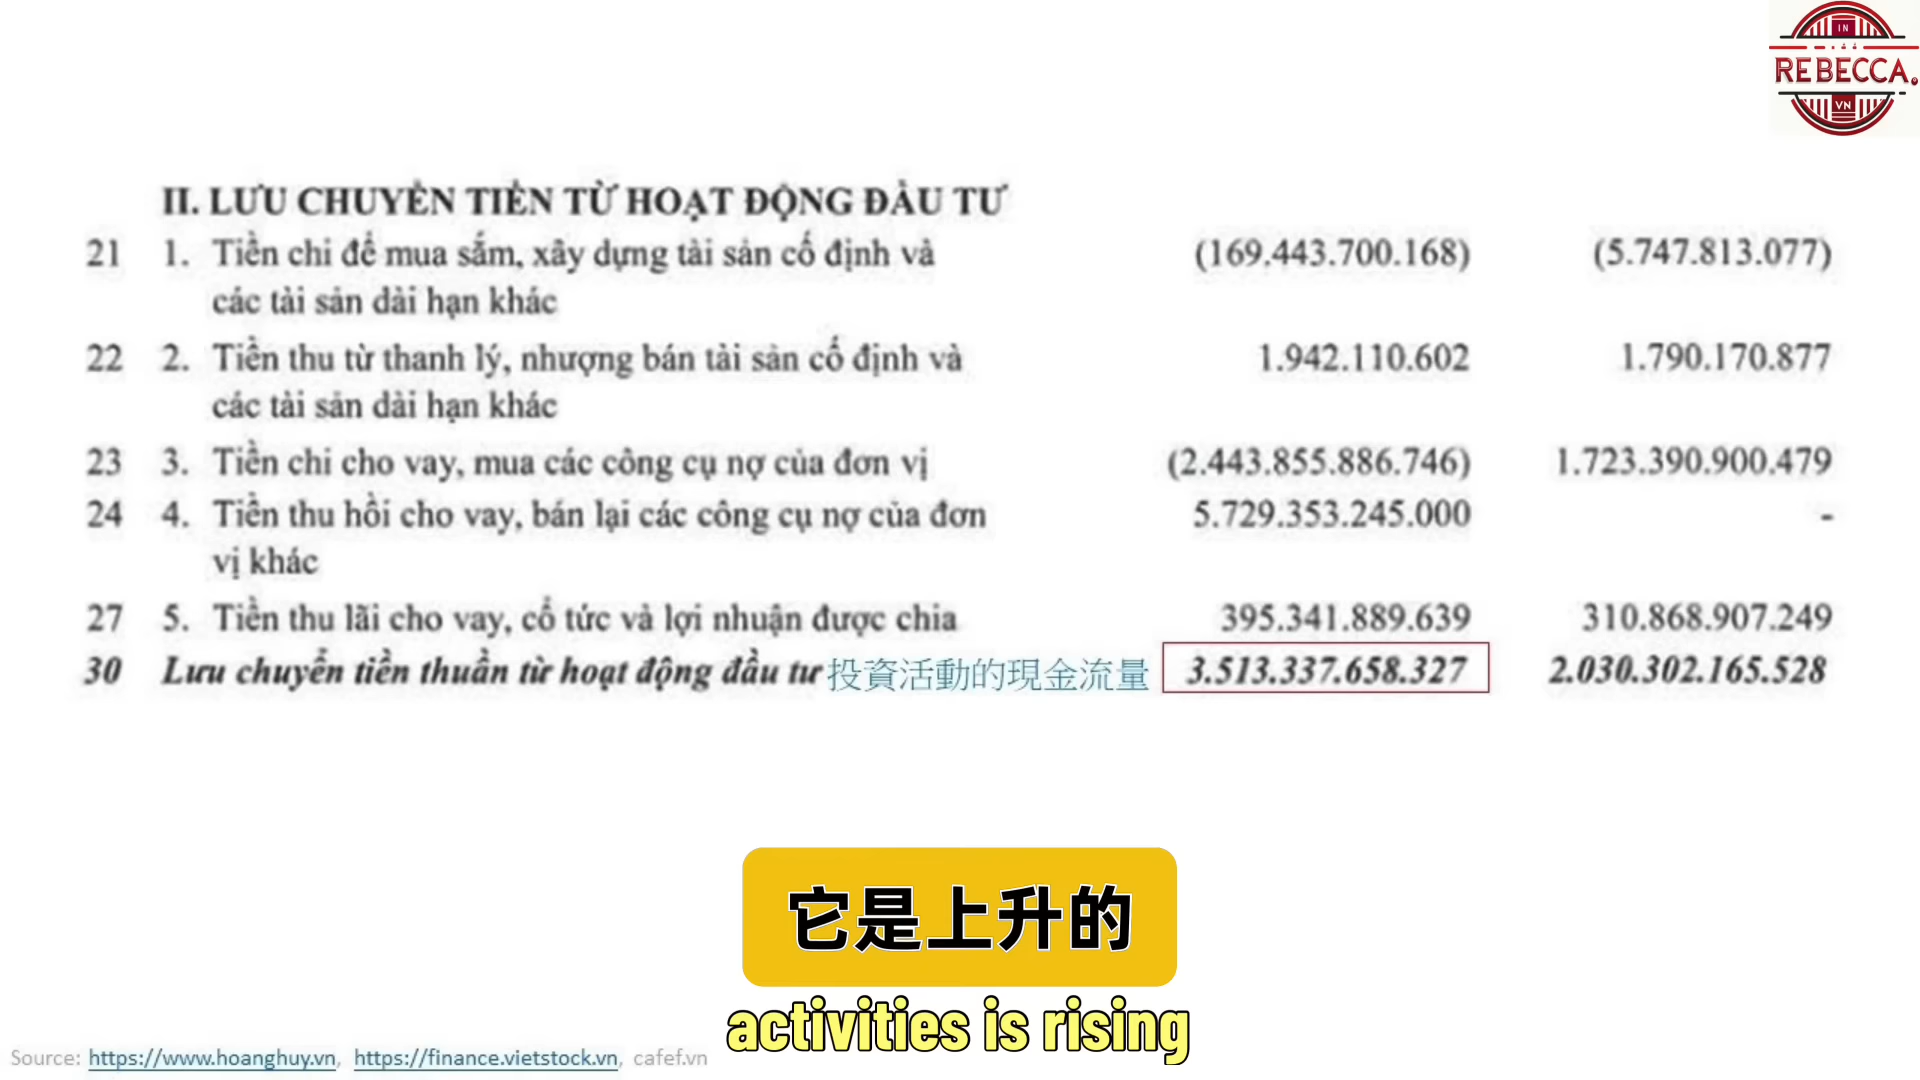 IN
REBECCA.
VN
II. LƯU CHUYỂN TIỀN TỪ HOẠT ĐỘNG ĐẦU TƯ
21 1. Tiền chi để mua sắm, xây dựng tài sản cố định và (169.443.700.168) (5.747.813.077)
các tài sản dài hạn khác
22 2. Tiền thu từ thanh lý, nhượng bán tài sản cố định và 1.942.110.602 1.790.170.877
các tài sản dài hạn khác
23 3. Tiền chi cho vay, mua các công cụ nợ của đơn vị (2.443.855.886.746) 1.723.390.900.479
24 4. Tiền thu hồi cho vay, bán lại các công cụ nợ của đơn 5.729.353.245.000 -
vị khác
27 5. Tiền thu lãi cho vay, cổ tức và lợi nhuận được chia 395.341.889.639 310.868.907.249
30 Lưu chuyển tiền thuần từ hoạt động đầu tư 投資活動的現金流量 3.513.337.658.327 2.030.302.165.528
它是上升的
activities is rising
Source: https://www.hoanghuy.vn, https://finance.vietstock.vn, cafef.vn